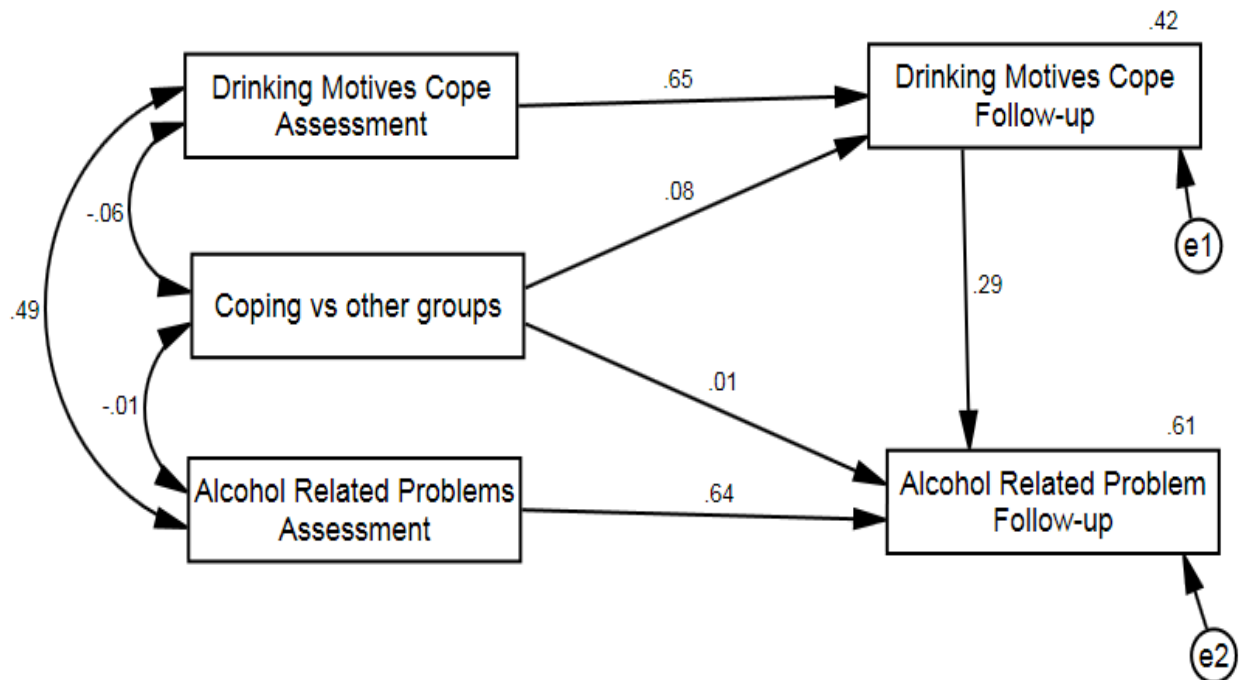 .42
Drinking Motives Cope
Assessment
.65
Drinking Motives Cope
Follow-up
-.06
.08
e1
.49
Coping vs other groups
.29
-.01
.01
.61
Alcohol Related Problems
Assessment
.64
Alcohol Related Problem
Follow-up
e2